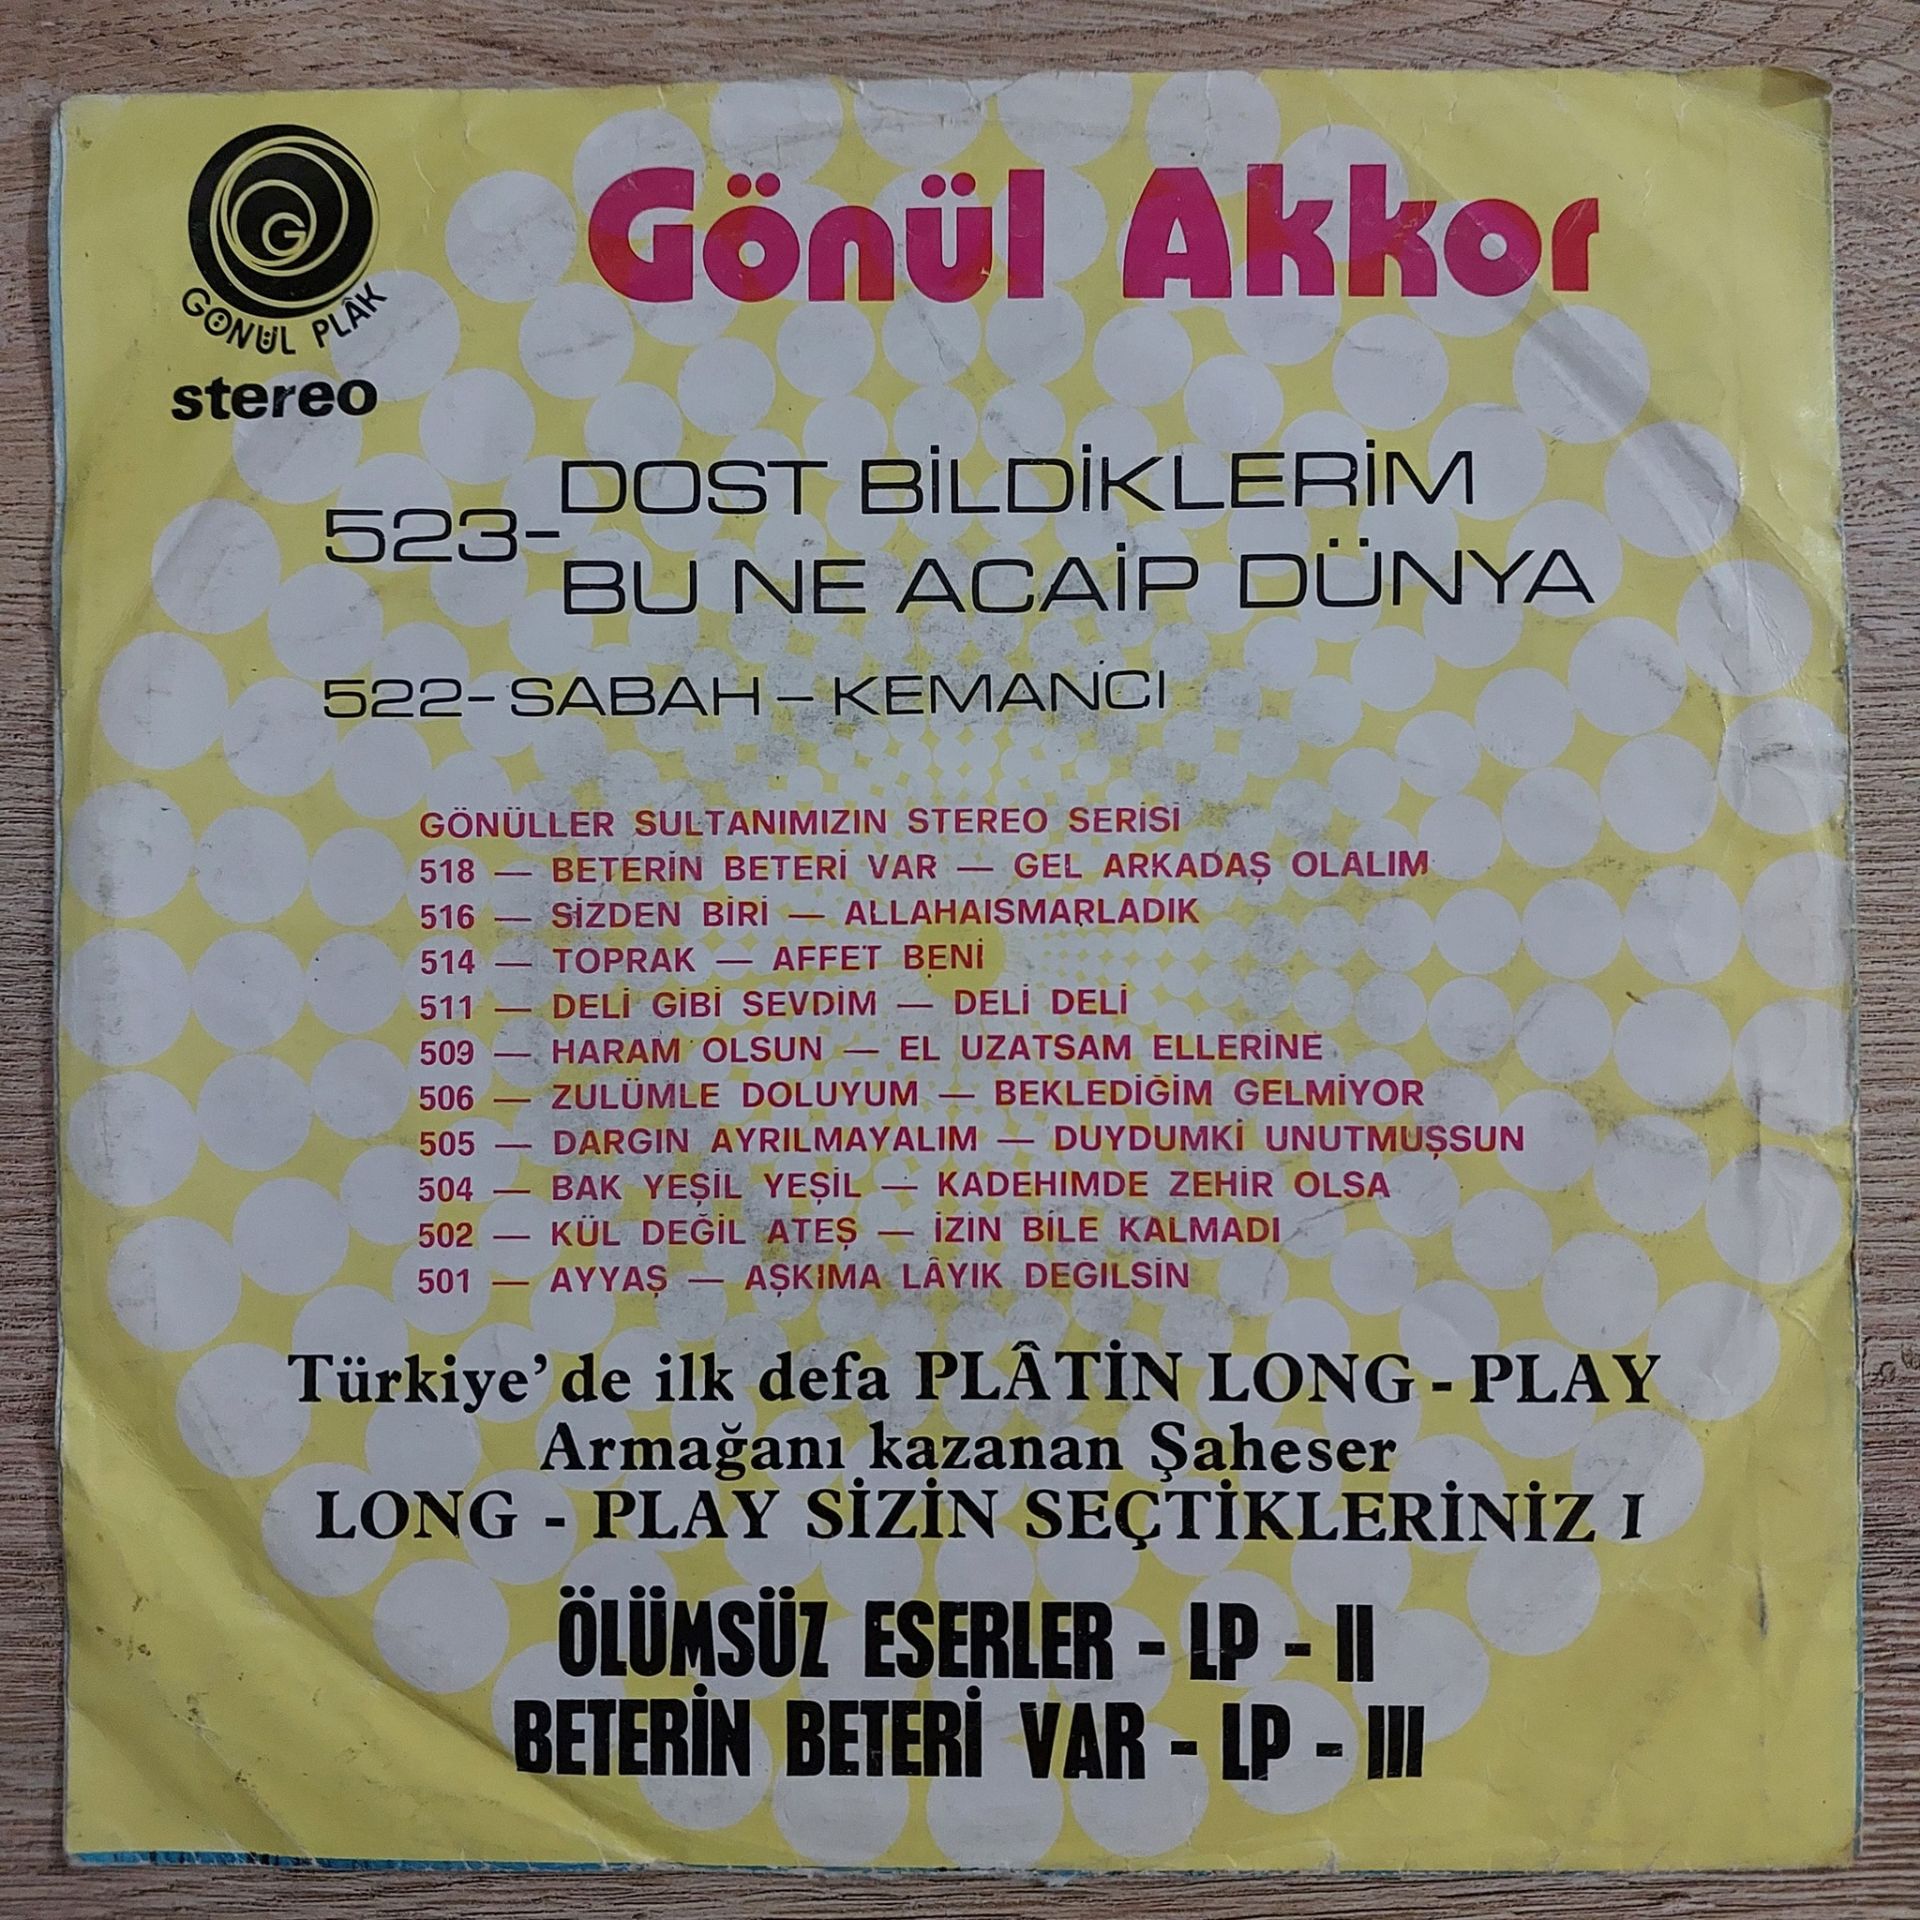 Gönül Akkor
G
GÖNÜL PLÂK
stereo
523- DOST BİLDİKLERİM
BU NE ACAİP DÜNYA
522- SABAH - KEMANCI
GÖNÜLLER SULTANIMIZIN STEREO SERİSİ
518 — BETERİN BETERİ VAR — GEL ARKADAŞ OLALIM
516 — SİZDEN BİRİ — ALLAHAISMARLADIK
514 — TOPRAK — AFFET BENİ
511 — DELİ GİBİ SEVDİM — DELİ DELİ
509 — HARAM OLSUN — EL UZATSAM ELLERİNE
506 — ZULÜMLE DOLUYUM — BEKLEDİĞİM GELMİYOR
505 — DARGIN AYRILMAYALIM — DUYDUMKİ UNUTMUŞSUN
504 — BAK YEŞİL YEŞİL — KADEHIMDE ZEHİR OLSA
502 — KÜL DEĞİL ATEŞ — İZİN BİLE KALMADI
501 — AYYAŞ — AŞKIMA LÂYIK DEĞİLSİN
Türkiye'de ilk defa PLÂTİN LONG - PLAY
Armağanı kazanan Şaheser
LONG - PLAY SİZİN SEÇTİKLERİNİZ I
ÖLÜMSÜZ ESERLER - LP - II
BETERİN BETERİ VAR - LP - III